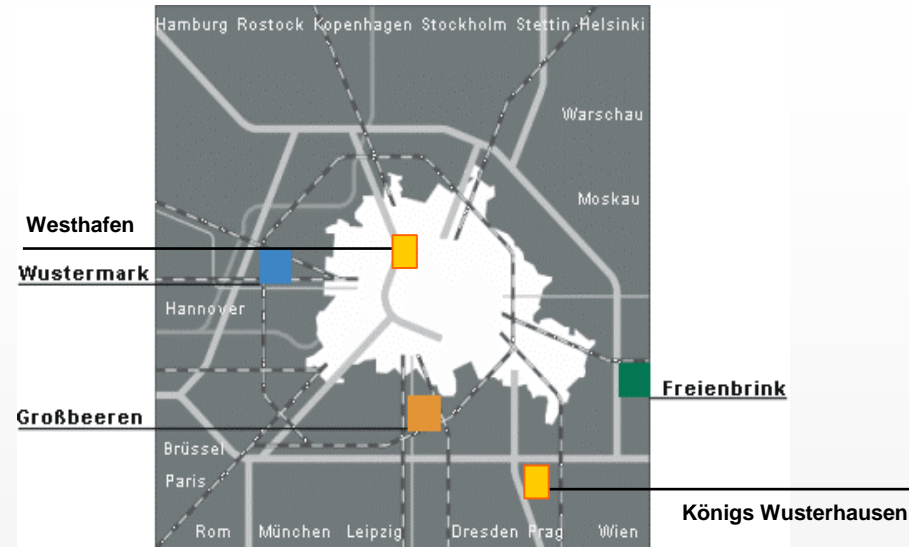 Hamburg Rostock Kopenhagen Stockholm Stettin Helsinki
Warschau
Moskau
Westhafen
Wustermark
Hannover
Freienbrink
Großbeeren
Brüssel
Paris
Königs Wusterhausen
Rom München Leipzig Dresden Prag Wien